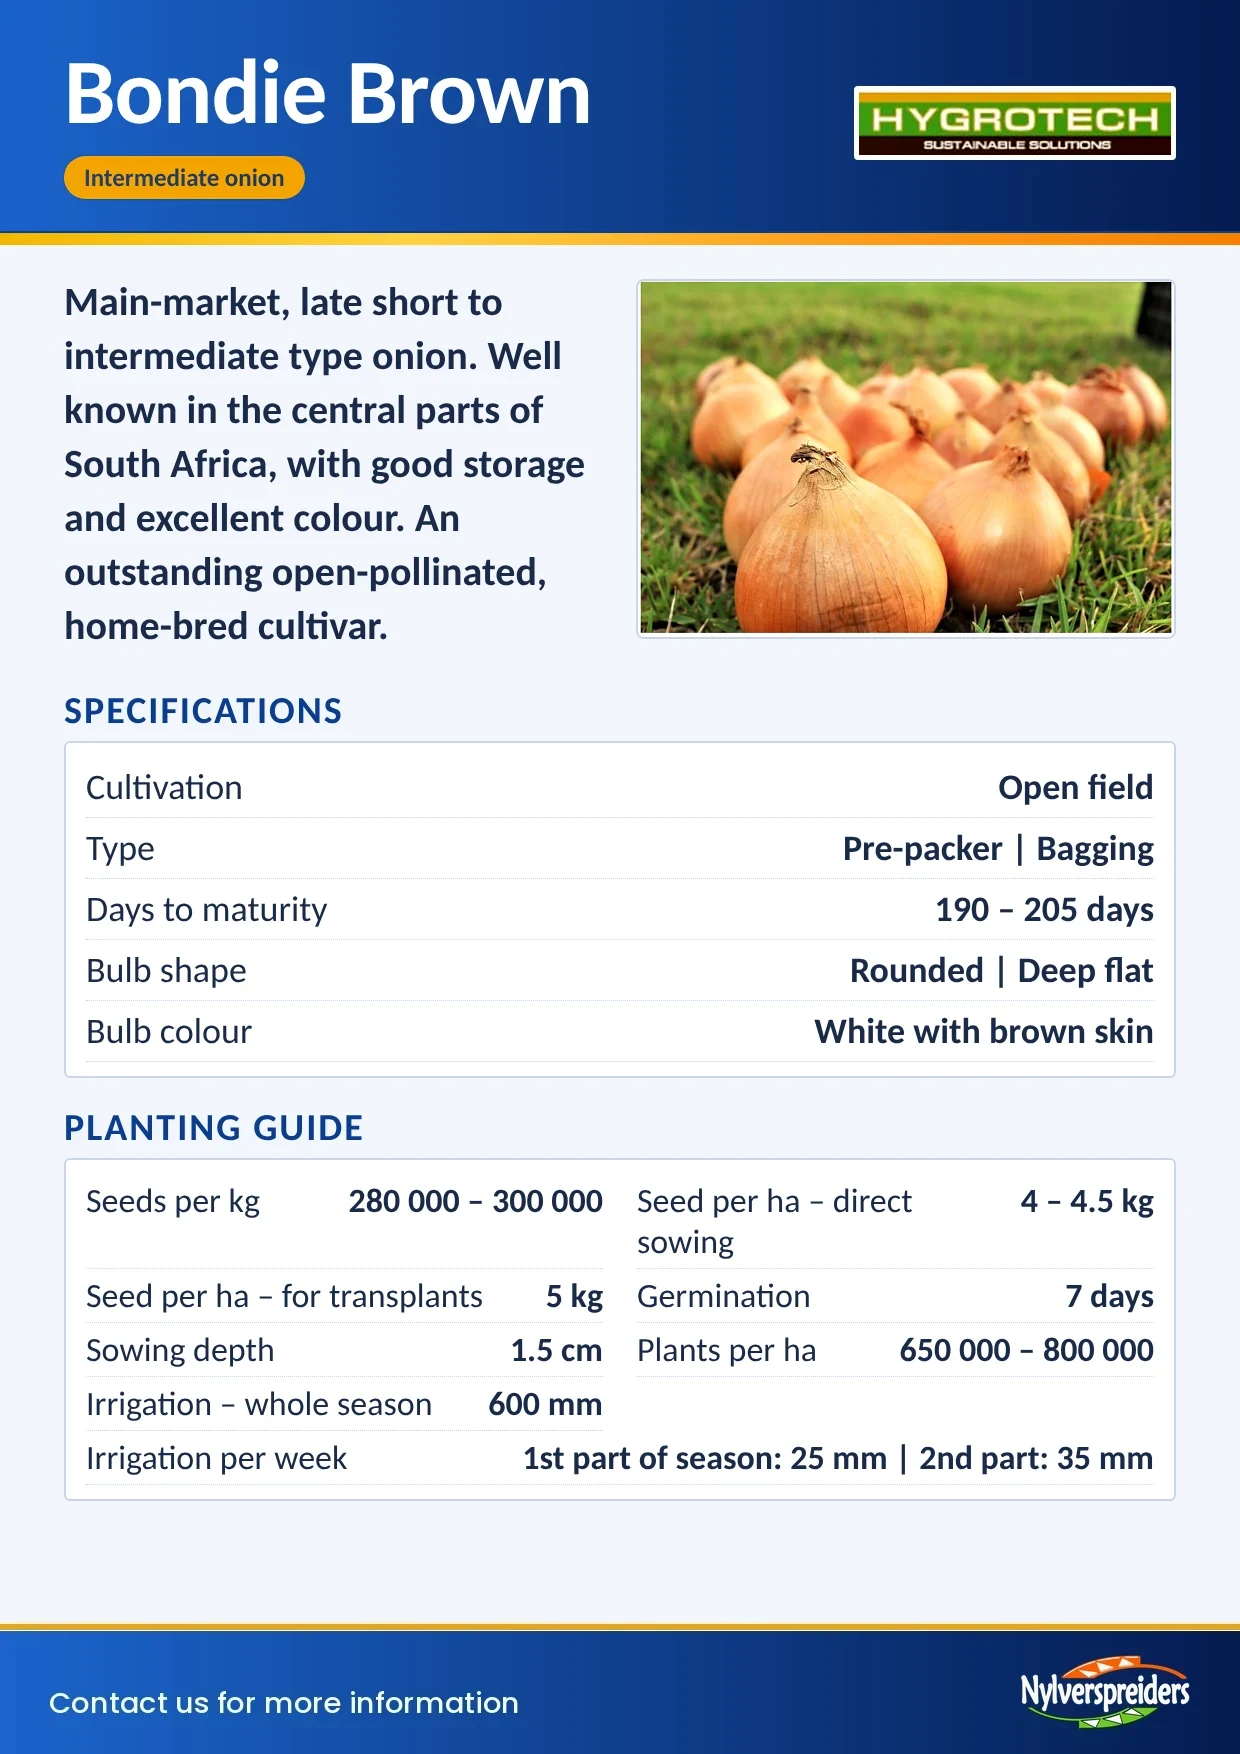 Bondie Brown
HYGROTECH
SUSTAINABLE SOLUTIONS
Intermediate onion
Main-market, late short to
intermediate type onion. Well
known in the central parts of
South Africa, with good storage
and excellent colour. An
outstanding open-pollinated,
home-bred cultivar.
SPECIFICATIONS
Cultivation Open field
Type Pre-packer | Bagging
Days to maturity 190 – 205 days
Bulb shape Rounded | Deep flat
Bulb colour White with brown skin
PLANTING GUIDE
Seeds per kg 280 000 – 300 000
Seed per ha – direct 4 – 4.5 kg
sowing
Seed per ha – for transplants 5 kg
Germination 7 days
Sowing depth 1.5 cm
Plants per ha 650 000 – 800 000
Irrigation – whole season 600 mm
Irrigation per week 1st part of season: 25 mm | 2nd part: 35 mm
Contact us for more information
Nylverspreiders